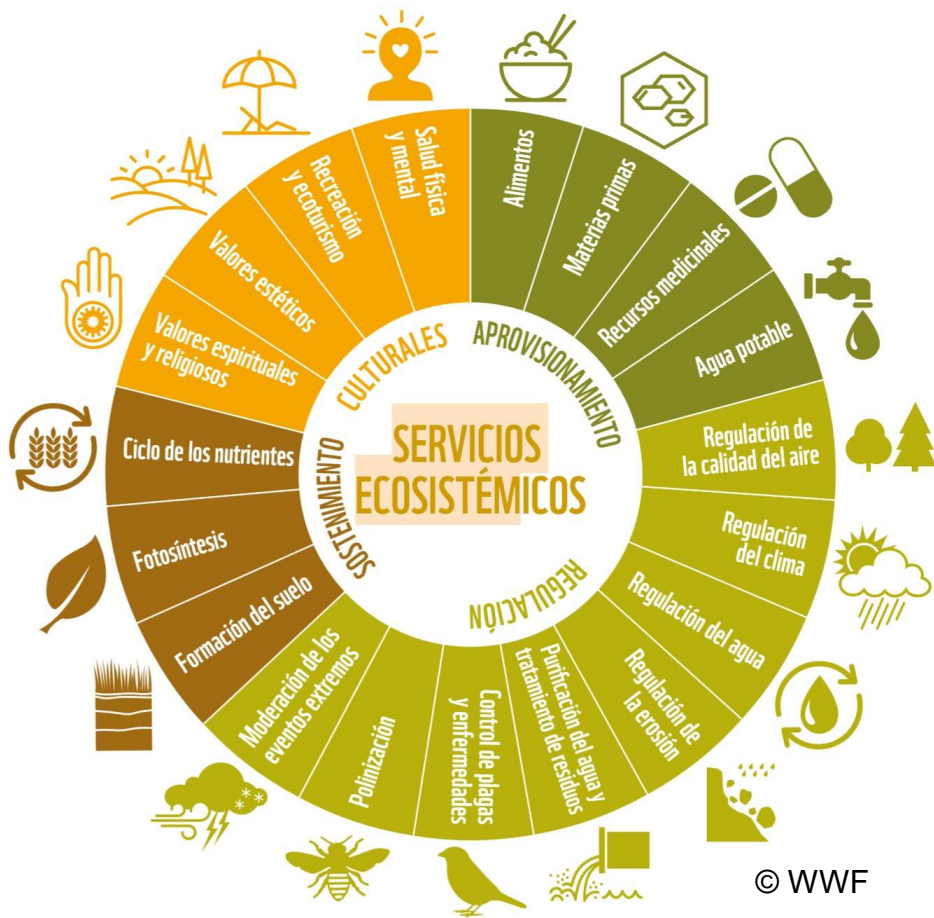 SERVICIOS
ECOSISTÉMICOS
CULTURALES
APROVISIONAMIENTO
REGULACIÓN
SOSTENIMIENTO
Alimentos
Materias primas
Recursos medicinales
Agua potable
Regulación de
la calidad del aire
Regulación
del clima
Regulación del agua
Regulación de
la erosión
Purificación del agua y
tratamiento de residuos
Control de plagas
y enfermedades
Polinización
Moderación de los
eventos extremos
Formación del suelo
Fotosíntesis
Ciclo de los nutrientes
Valores espirituales
y religiosos
Valores estéticos
Recreación
y ecoturismo
Salud física
y mental
© WWF